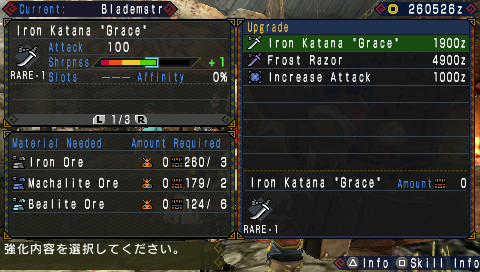 Current: Blademstr
260526z
Iron Katana "Grace"
Attack 100
Shrpnss +1
RARE-1 Slots --- Affinity 0%
L 1/3 R
Material Needed Amount Required
Iron Ore 0 260/ 3
Machalite Ore 0 179/ 2
Bealite Ore 0 124/ 6
Upgrade
Iron Katana "Grace" 1900z
Frost Razor 4900z
Increase Attack 1000z
Iron Katana "Grace" Amount 0
RARE-1
強化内容を選択してください。
△ Info □ Skill Info